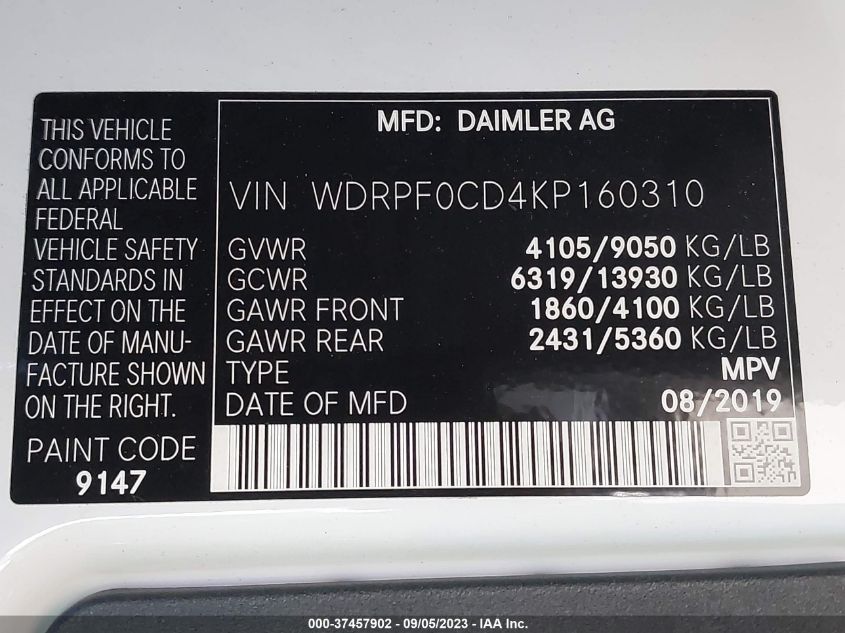 THIS VEHICLE
CONFORMS TO
ALL APPLICABLE
FEDERAL
VEHICLE SAFETY
STANDARDS IN
EFFECT ON THE
DATE OF MANU-
FACTURE SHOWN
ON THE RIGHT.
PAINT CODE
9147
MFD: DAIMLER AG
VIN WDRPF0CD4KP160310
GVWR 4105/9050 KG/LB
GCWR 6319/13930 KG/LB
GAWR FRONT 1860/4100 KG/LB
GAWR REAR 2431/5360 KG/LB
TYPE MPV
DATE OF MFD 08/2019
000-37457902 - 09/05/2023 - IAA Inc.